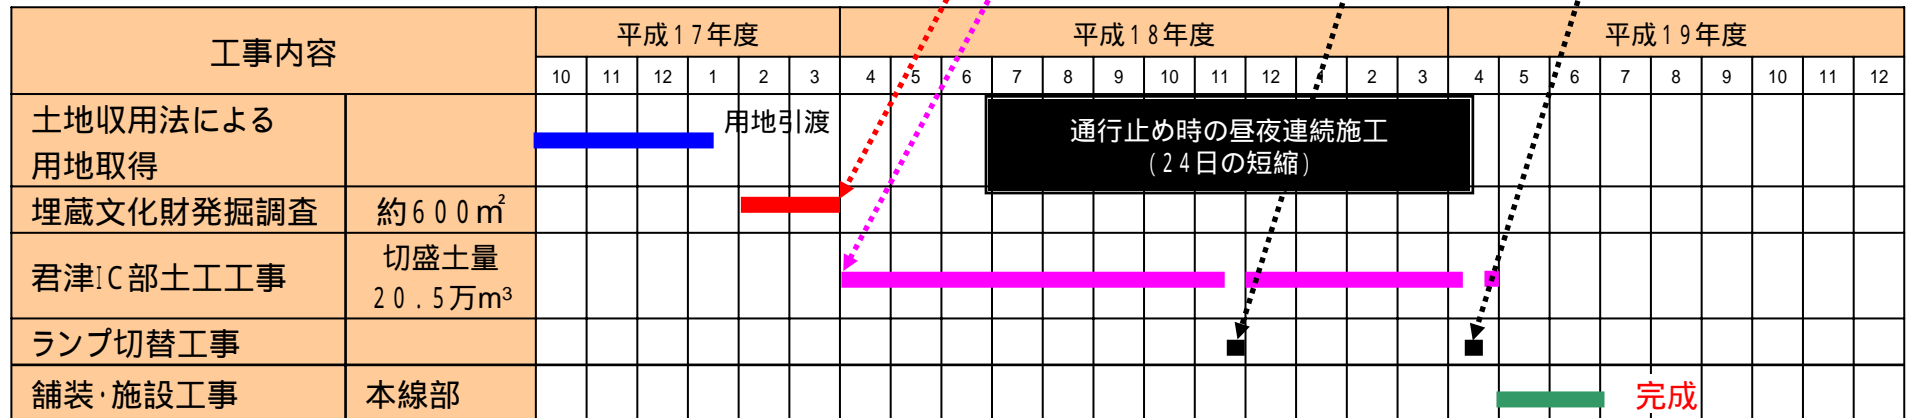 工事内容
平成17年度
平成18年度
平成19年度
10 11 12 1 2 3 4 5 6 7 8 9 10 11 12 1 2 3 4 5 6 7 8 9 10 11 12
土地収用法による
用地取得
用地引渡
通行止め時の昼夜連続施工
(24日の短縮)
埋蔵文化財発掘調査
約600㎡
君津IC部土工工事
切盛土量
20.5万m³
ランプ切替工事
舗装・施設工事
本線部
完成